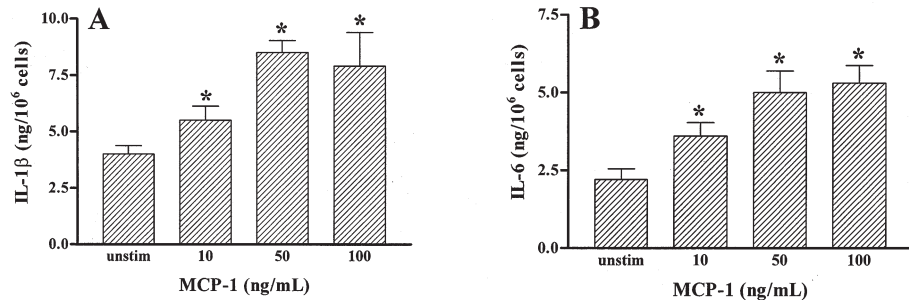 A
IL-1β (ng/10⁶ cells)
10.0
7.5
5.0
2.5
0.0
*
*
*
unstim 10 50 100
MCP-1 (ng/mL)
B
IL-6 (ng/10⁶ cells)
7.5
5.0
2.5
0.0
*
*
*
unstim 10 50 100
MCP-1 (ng/mL)